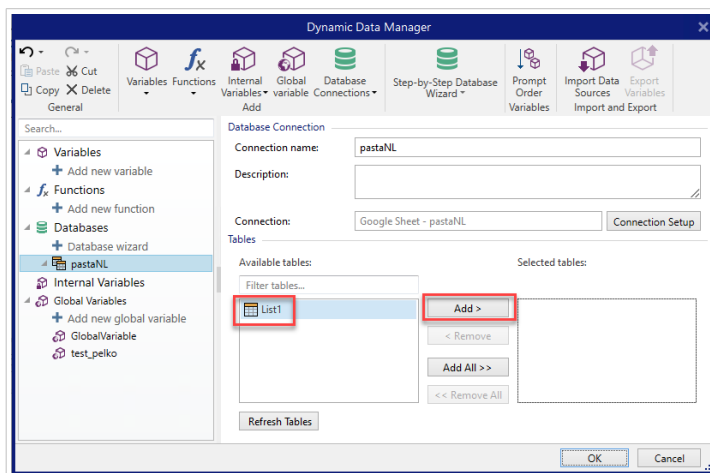 Dynamic Data Manager
Paste Cut
Copy Delete
General
Variables Functions
Internal Variables
Global variable
Database Connections
Add
Step-by-Step Database Wizard
Prompt Order
Variables
Import Data Sources
Export Variables
Import and Export
Search...
Variables
Add new variable
fx Functions
Add new function
Databases
Database wizard
pastaNL
Internal Variables
Global Variables
Add new global variable
GlobalVariable
test_pelko
Database Connection
Connection name: pastaNL
Description:
Connection: Google Sheet - pastaNL Connection Setup
Tables
Available tables: Selected tables:
Filter tables...
List1
Add >
< Remove
Add All >>
<< Remove All
Refresh Tables
OK Cancel